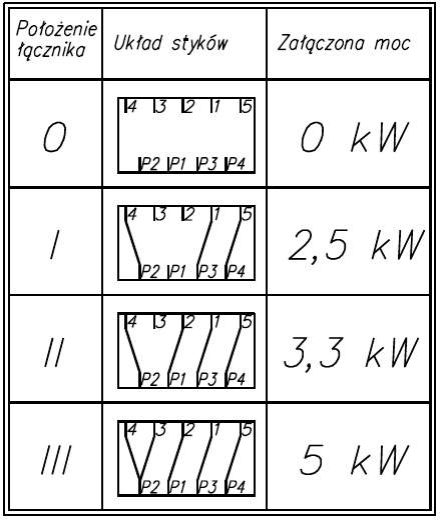 Położenie
łącznika
Układ styków
Załączona moc
0
4 3 2 1 5
P2 P1 P3 P4
0 kW
I
4 3 2 1 5
P2 P1 P3 P4
2,5 kW
II
4 3 2 1 5
P2 P1 P3 P4
3,3 kW
III
4 3 2 1 5
P2 P1 P3 P4
5 kW